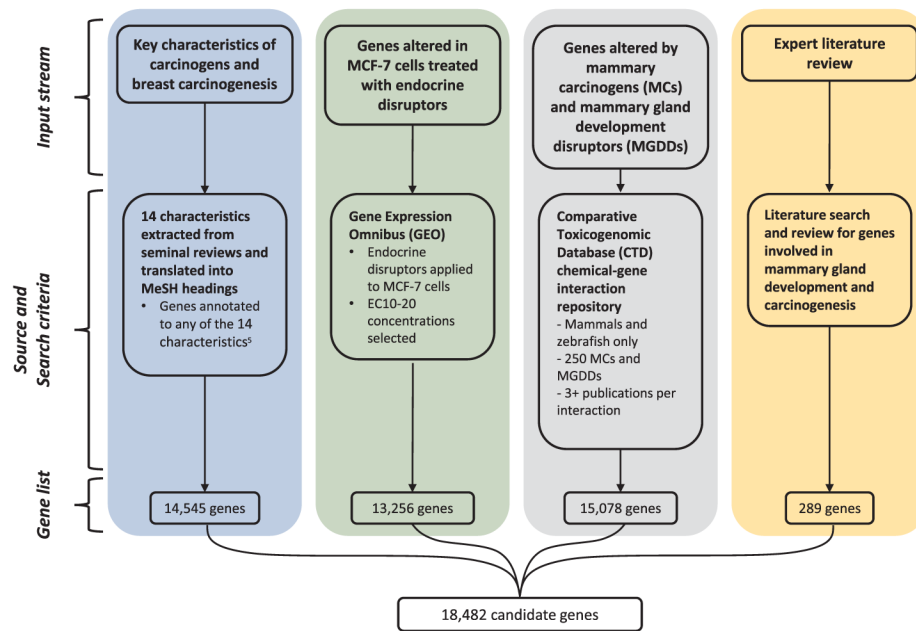 Input stream
Key characteristics of
carcinogens and
breast carcinogenesis
Genes altered in
MCF-7 cells treated
with endocrine
disruptors
Genes altered by
mammary
carcinogens (MCs)
and mammary gland
development
disruptors (MGDDs)
Expert literature
review
Source and
Search criteria
14 characteristics
extracted from
seminal reviews and
translated into
MeSH headings
• Genes annotated
to any of the 14
characteristics⁵
Gene Expression
Omnibus (GEO)
• Endocrine
disruptors applied
to MCF-7 cells
• EC10-20
concentrations
selected
Comparative
Toxicogenomic
Database (CTD)
chemical-gene
interaction
repository
- Mammals and
zebrafish only
- 250 MCs and
MGDDs
- 3+ publications per
interaction
Literature search
and review for genes
involved in
mammary gland
development and
carcinogenesis
Gene list
14,545 genes
13,256 genes
15,078 genes
289 genes
18,482 candidate genes